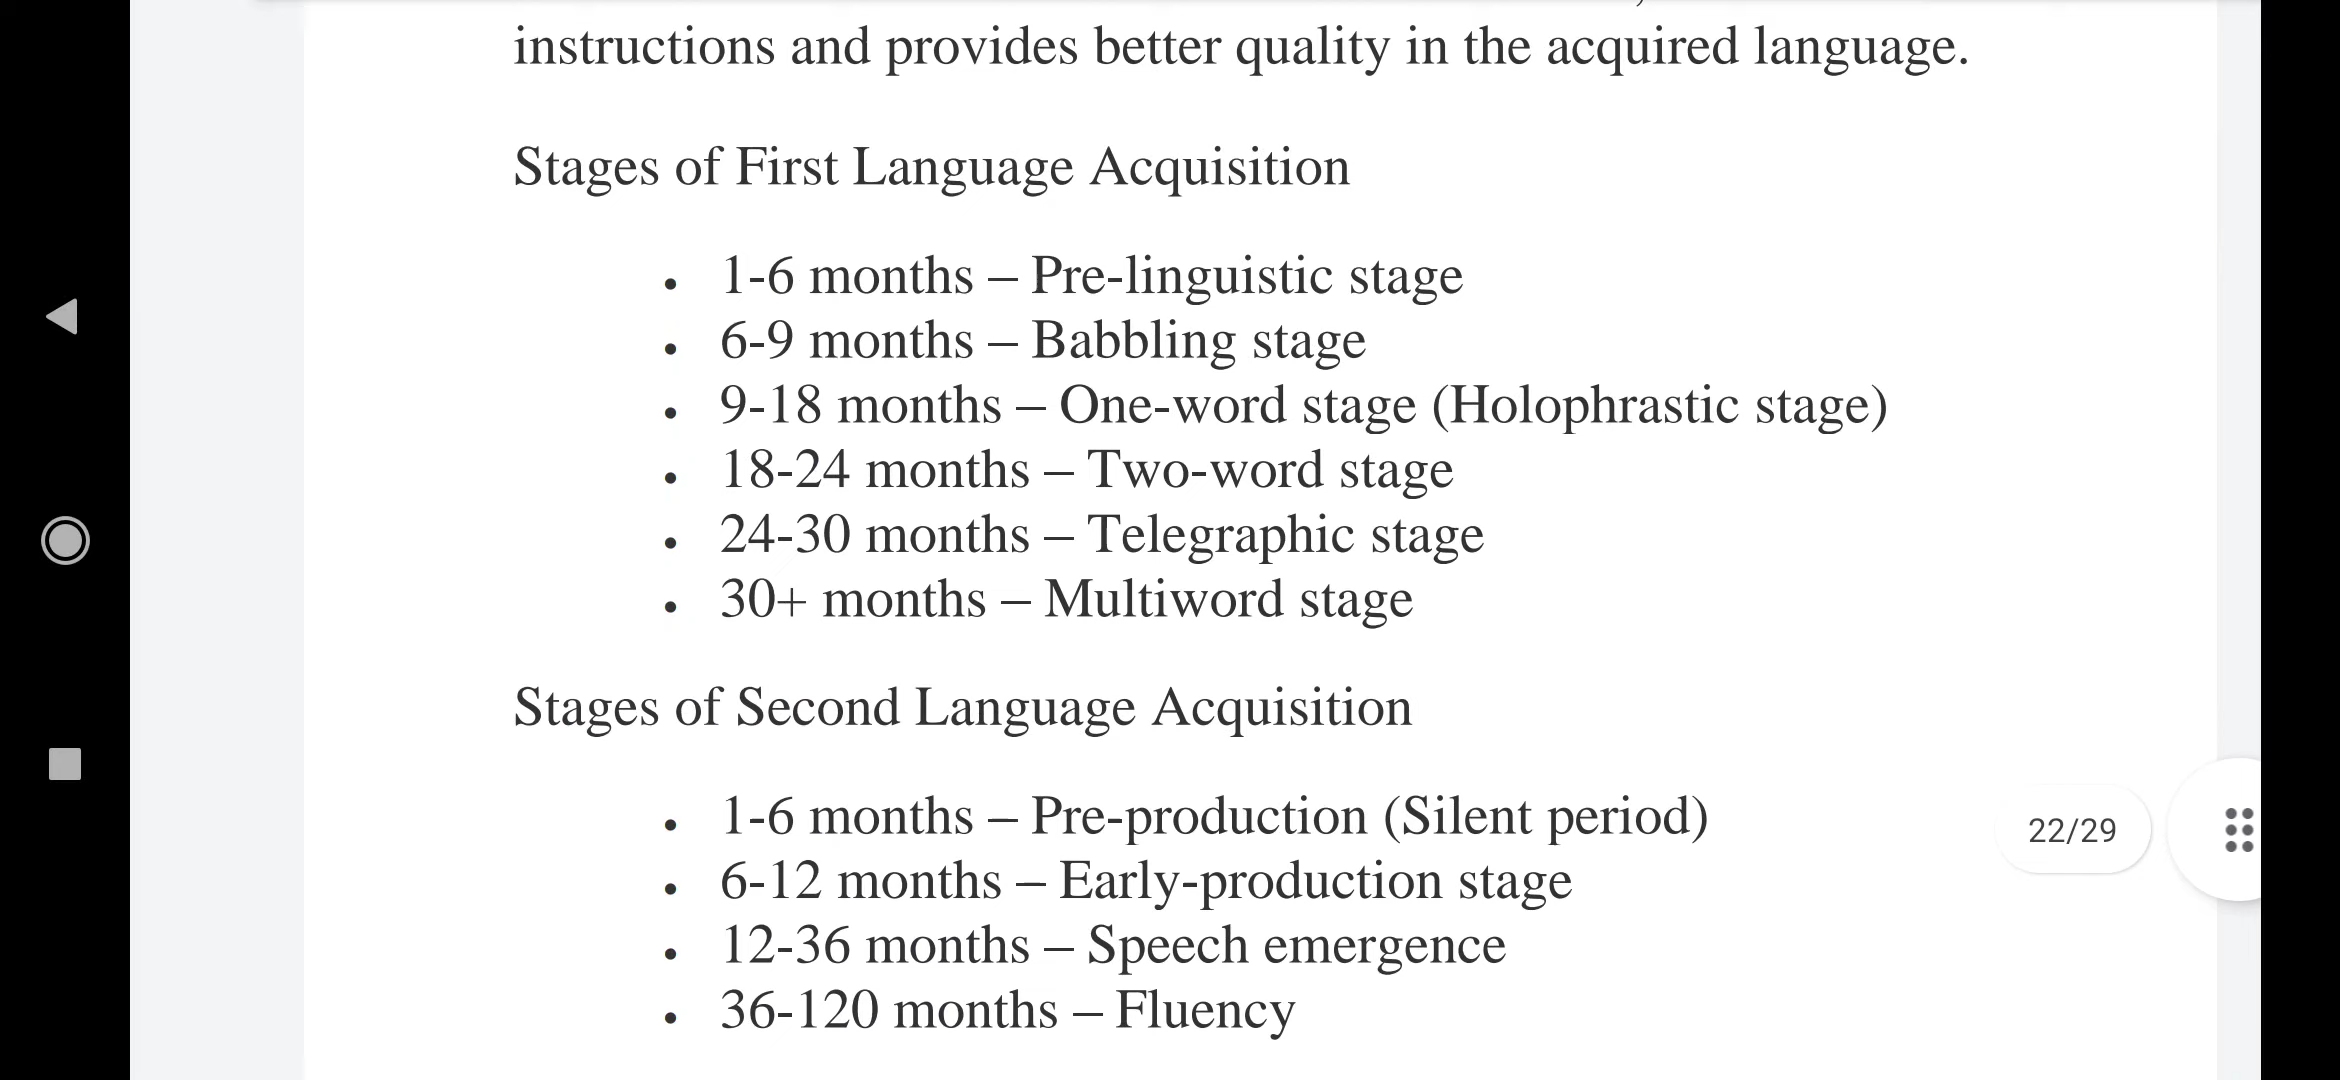 instructions and provides better quality in the acquired language.
Stages of First Language Acquisition
• 1-6 months – Pre-linguistic stage
• 6-9 months – Babbling stage
• 9-18 months – One-word stage (Holophrastic stage)
• 18-24 months – Two-word stage
• 24-30 months – Telegraphic stage
• 30+ months – Multiword stage
Stages of Second Language Acquisition
• 1-6 months – Pre-production (Silent period)
• 6-12 months – Early-production stage
• 12-36 months – Speech emergence
• 36-120 months – Fluency
22/29